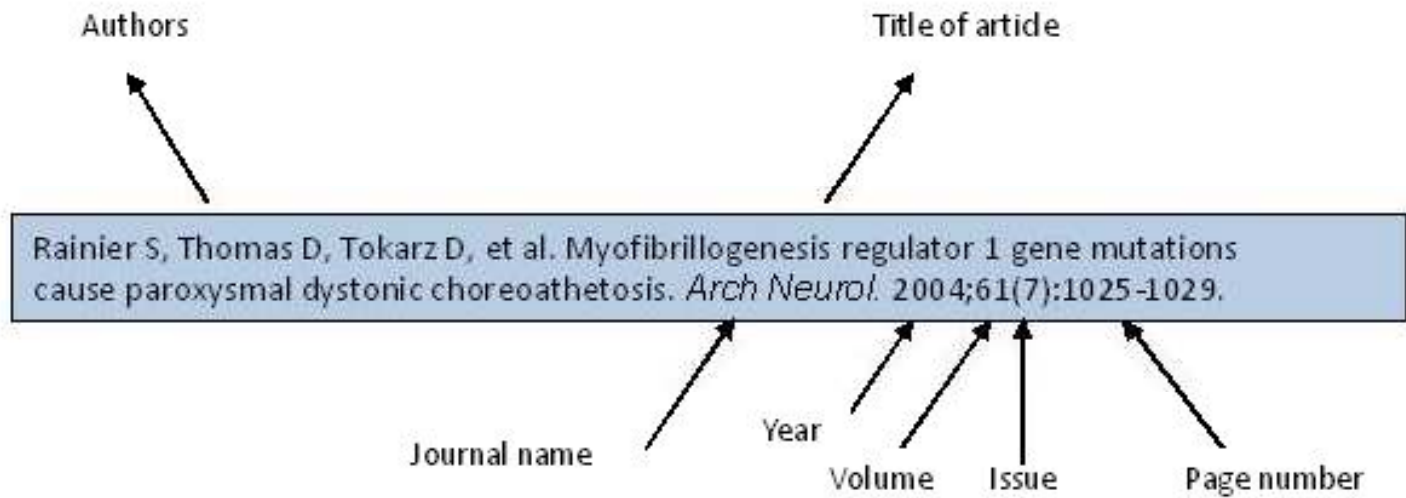 Authors
Title of article
Rainier S, Thomas D, Tokarz D, et al. Myofibrillogenesis regulator 1 gene mutations
cause paroxysmal dystonic choreoathetosis. Arch Neurol. 2004;61(7):1025-1029.
Journal name
Year
Volume
Issue
Page number